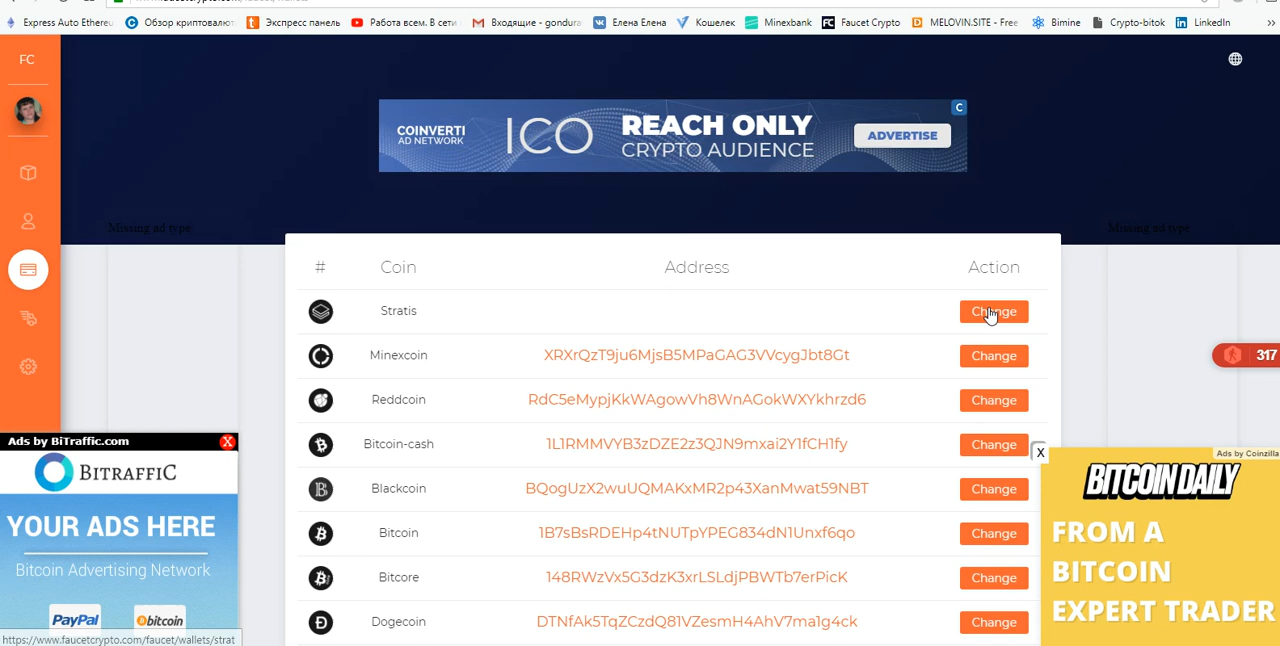 Express Auto Ethereu
Обзор криптовалют
Экспресс панель
Работа всем. В сети
Входящие - gondura
Елена Елена
Кошелек
Minexbank
Faucet Crypto
MELOVIN.SITE - Free
Bimine
Crypto-bitok
LinkedIn
FC
COINVERTI
AD NETWORK
ICO
REACH ONLY
CRYPTO AUDIENCE
ADVERTISE
C
Missing ad type
Missing ad type
# Coin Address Action
Stratis Change
Minexcoin XRXrQzT9ju6MjsB5MPaGAG3VVcygJbt8Gt Change
Reddcoin RdC5eMypjKkWAgowVh8WnAGokWXYkhrzd6 Change
Bitcoin-cash 1L1RMMVYB3zDZE2z3QJN9mxai2Y1fCH1fy Change
Blackcoin BQogUzX2wuUQMAKxMR2p43XanMwat59NBT Change
Bitcoin 1B7sBsRDEHp4tNUTpYPEG834dN1Unxf6qo Change
Bitcore 148RWzVx5G3dzK3xrLSLdjPBWTb7erPicK Change
Dogecoin DTNfAk5TqZCzdQ81VZesmH4AhV7ma1g4ck Change
317
Ads by BiTraffic.com X
BITRAFFIC
YOUR ADS HERE
Bitcoin Advertising Network
PayPal
bitcoin
https://www.faucetcrypto.com/faucet/wallets/strat
X
Ads by Coinzilla
BITCOIN DAILY
FROM A
BITCOIN
EXPERT TRADER